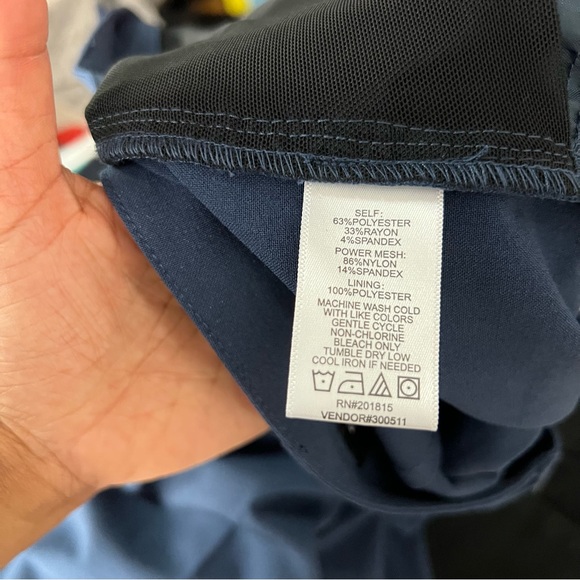 SELF:
63%POLYESTER
33%RAYON
4%SPANDEX
POWER MESH:
86%NYLON
14%SPANDEX
LINING:
100%POLYESTER
MACHINE WASH COLD
WITH LIKE COLORS
GENTLE CYCLE
NON-CHLORINE
BLEACH ONLY
TUMBLE DRY LOW
COOL IRON IF NEEDED
RN#201815
VENDOR#300511